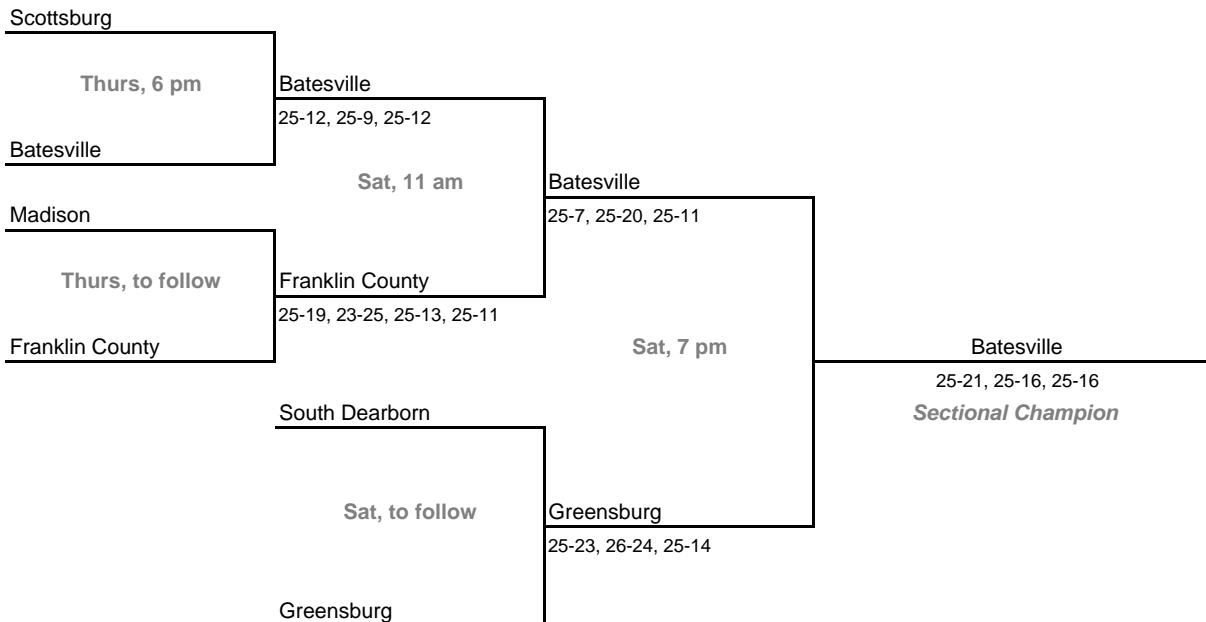 Scottsburg
Thurs, 6 pm
Batesville
25-12, 25-9, 25-12
Batesville
Sat, 11 am
Batesville
25-7, 25-20, 25-11
Madison
Thurs, to follow
Franklin County
25-19, 23-25, 25-13, 25-11
Franklin County
Sat, 7 pm
Batesville
25-21, 25-16, 25-16
Sectional Champion
South Dearborn
Sat, to follow
Greensburg
25-23, 26-24, 25-14
Greensburg